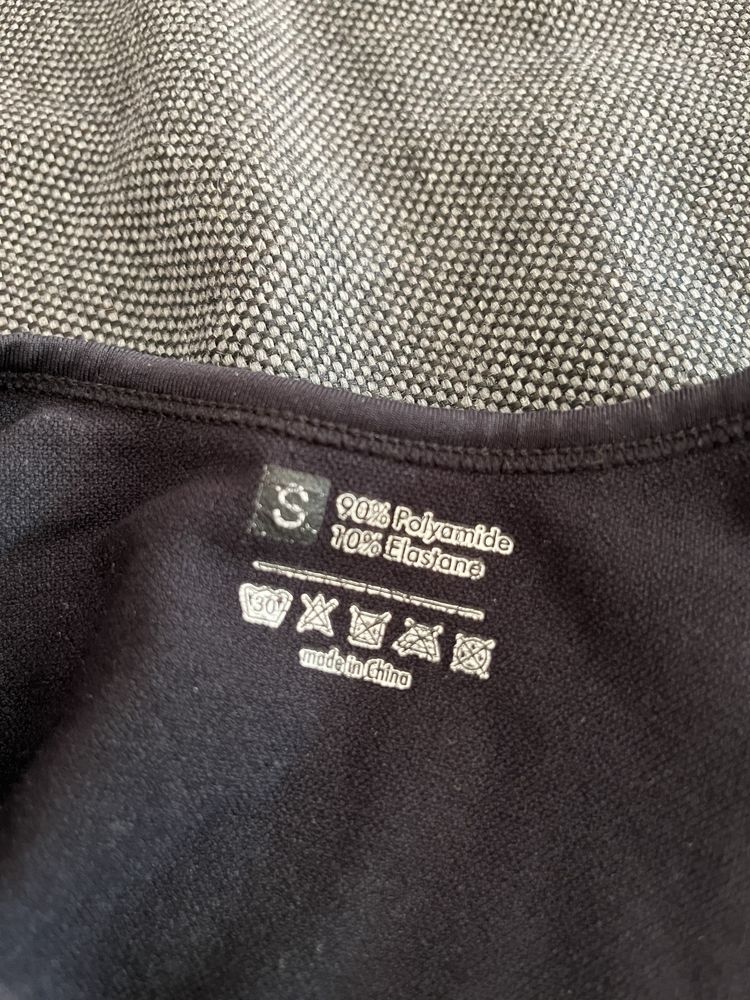 S
90% Polyamide
10% Elastane
30°
made in China